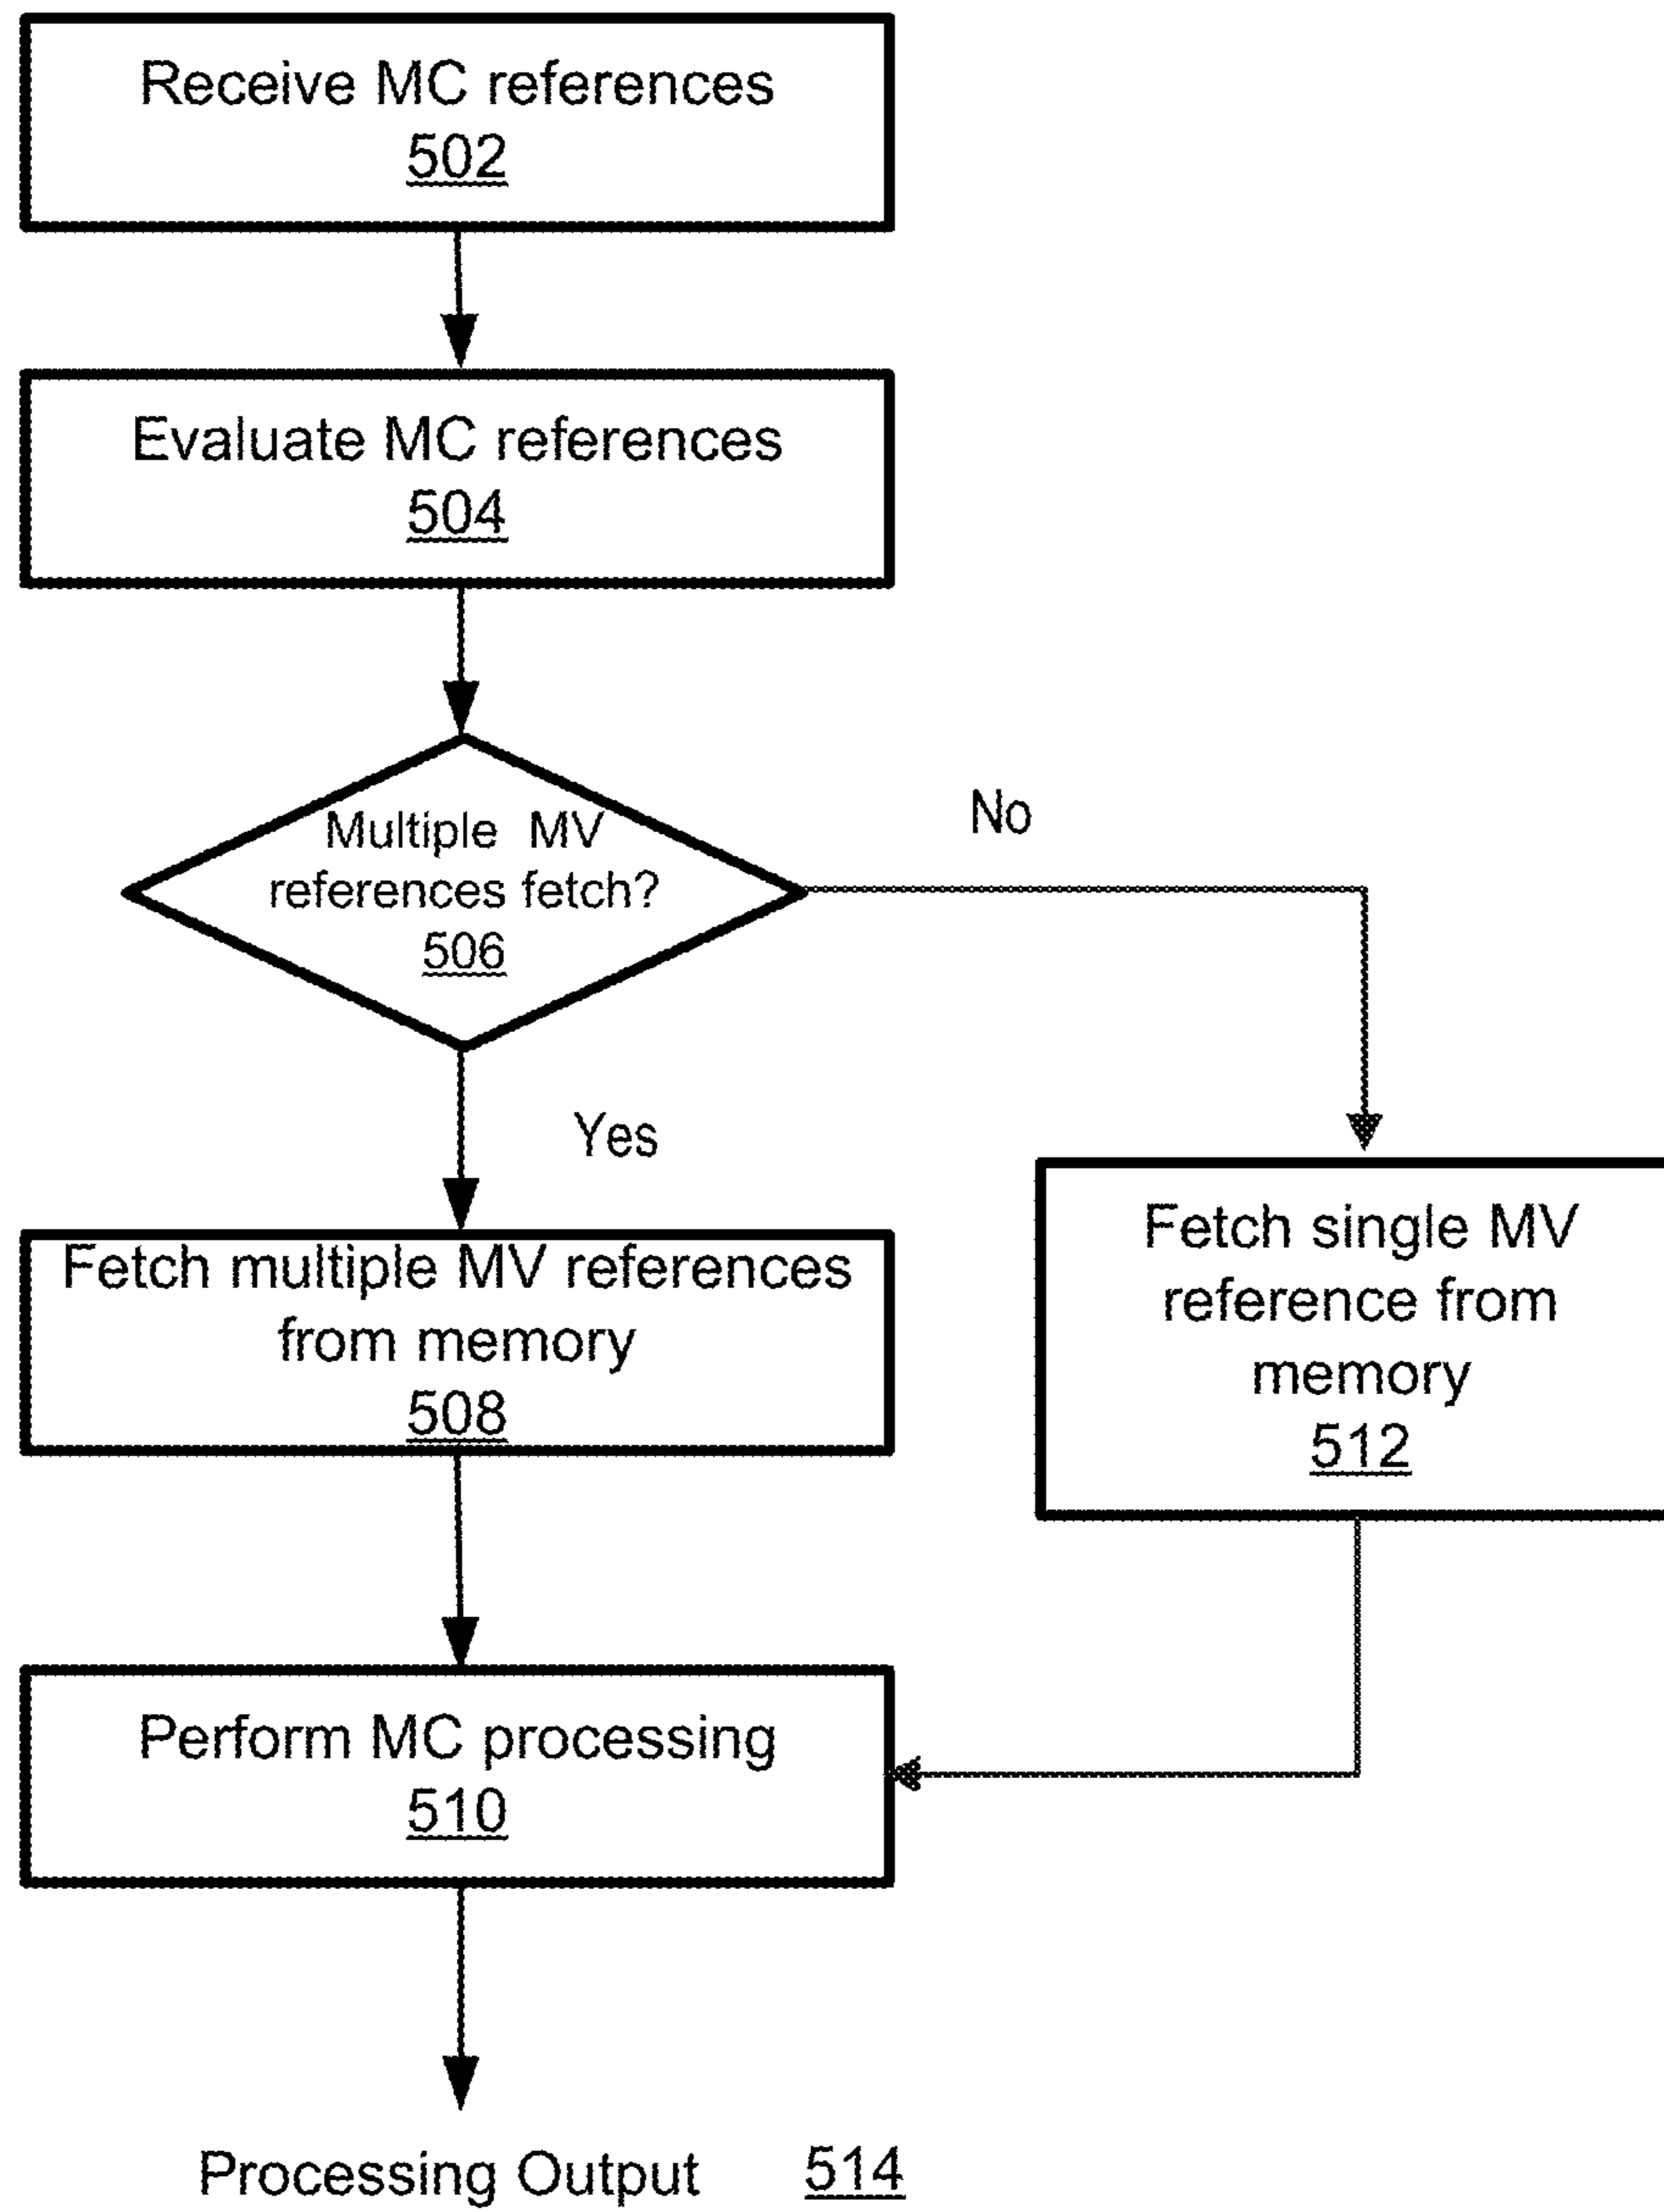 Receive MC references
502
Evaluate MC references
504
Multiple MV
references fetch?
506
No
Yes
Fetch multiple MV references
from memory
508
Fetch single MV
reference from
memory
512
Perform MC processing
510
Processing Output 514